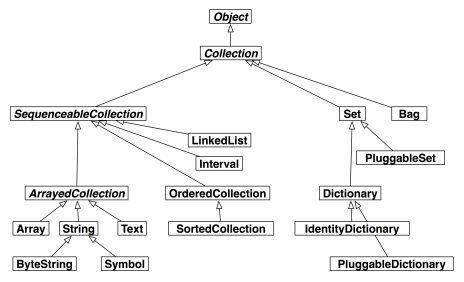 Object
Collection
SequenceableCollection
Set
Bag
LinkedList
PluggableSet
Interval
ArrayedCollection
OrderedCollection
Dictionary
Array
String
Text
SortedCollection
IdentityDictionary
ByteString
Symbol
PluggableDictionary